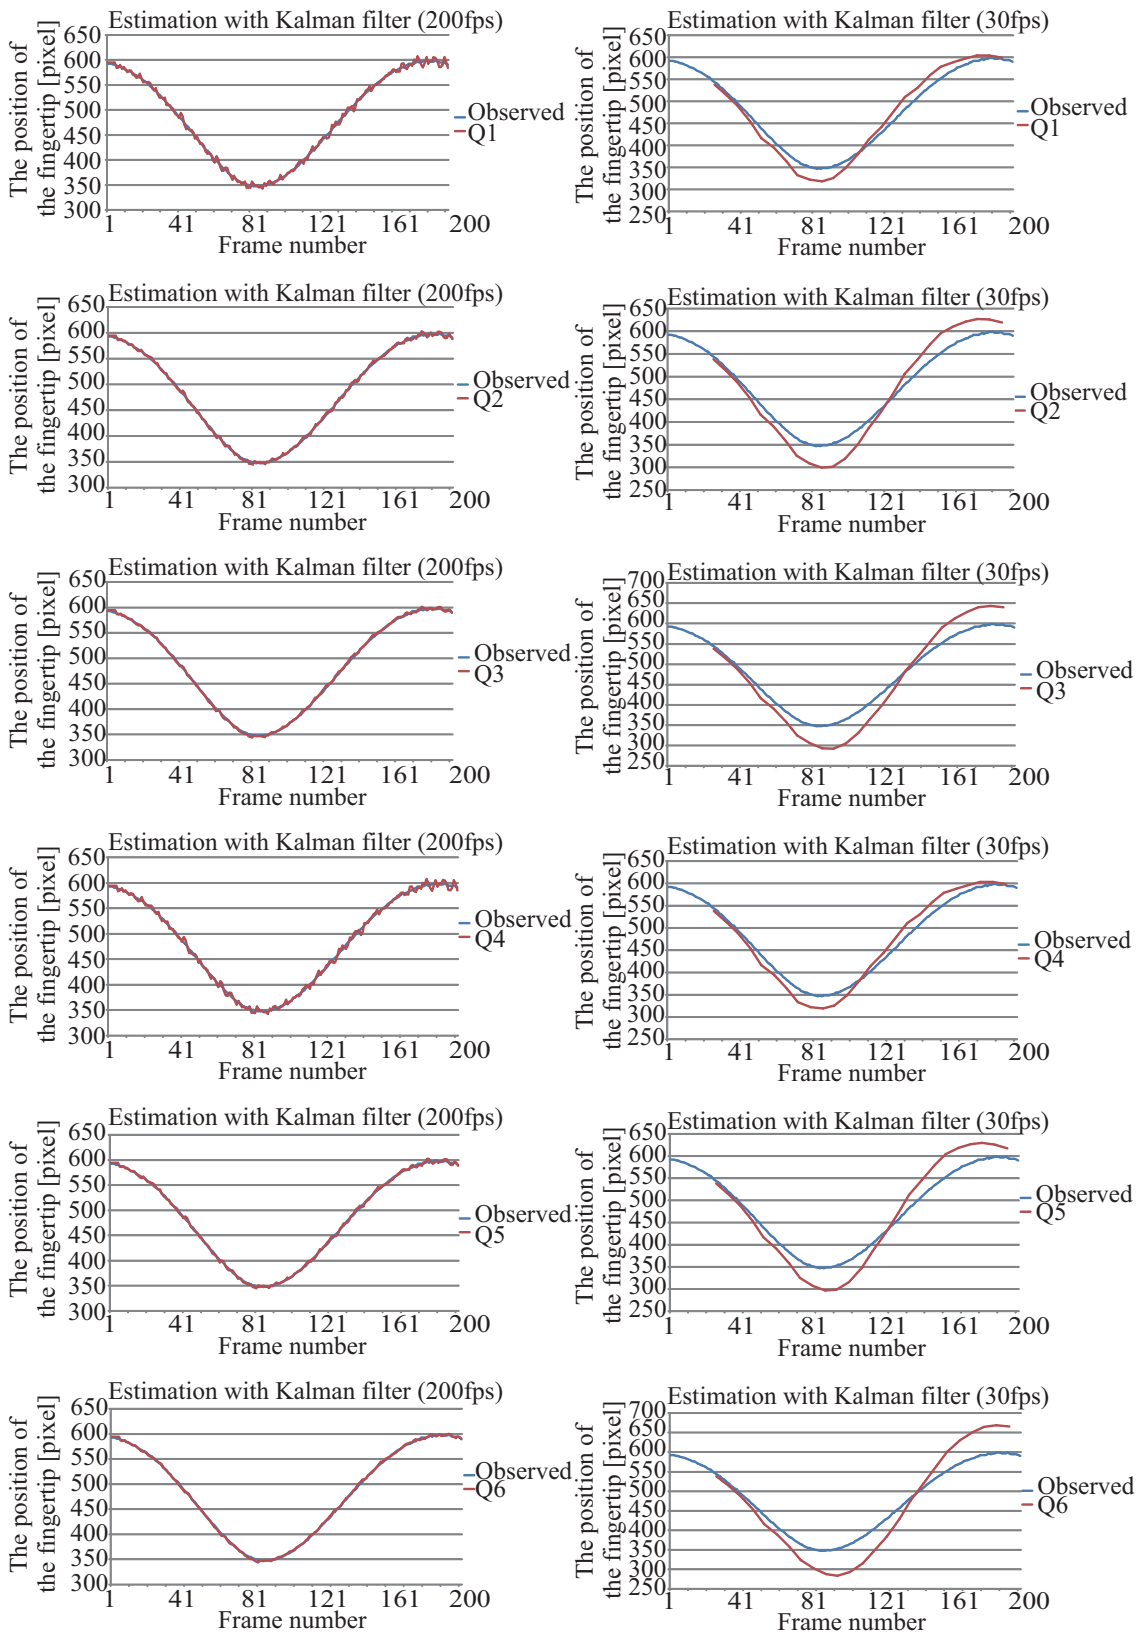 Estimation with Kalman filter (200fps)
The position of
the fingertip [pixel]
650
600
550
500
450
400
350
300
1 41 81 121 161 200
Frame number
Observed
Q1
Estimation with Kalman filter (30fps)
The position of
the fingertip [pixel]
650
600
550
500
450
400
350
300
250
1 41 81 121 161 200
Frame number
Observed
Q1
Estimation with Kalman filter (200fps)
The position of
the fingertip [pixel]
650
600
550
500
450
400
350
300
1 41 81 121 161 200
Frame number
Observed
Q2
Estimation with Kalman filter (30fps)
The position of
the fingertip [pixel]
650
600
550
500
450
400
350
300
250
1 41 81 121 161 200
Frame number
Observed
Q2
Estimation with Kalman filter (200fps)
The position of
the fingertip [pixel]
650
600
550
500
450
400
350
300
1 41 81 121 161 200
Frame number
Observed
Q3
Estimation with Kalman filter (30fps)
The position of
the fingertip [pixel]
700
650
600
550
500
450
400
350
300
250
1 41 81 121 161 200
Frame number
Observed
Q3
Estimation with Kalman filter (200fps)
The position of
the fingertip [pixel]
650
600
550
500
450
400
350
300
1 41 81 121 161 200
Frame number
Observed
Q4
Estimation with Kalman filter (30fps)
The position of
the fingertip [pixel]
650
600
550
500
450
400
350
300
250
1 41 81 121 161 200
Frame number
Observed
Q4
Estimation with Kalman filter (200fps)
The position of
the fingertip [pixel]
650
600
550
500
450
400
350
300
1 41 81 121 161 200
Frame number
Observed
Q5
Estimation with Kalman filter (30fps)
The position of
the fingertip [pixel]
650
600
550
500
450
400
350
300
250
1 41 81 121 161 200
Frame number
Observed
Q5
Estimation with Kalman filter (200fps)
The position of
the fingertip [pixel]
650
600
550
500
450
400
350
300
1 41 81 121 161 200
Frame number
Observed
Q6
Estimation with Kalman filter (30fps)
The position of
the fingertip [pixel]
700
650
600
550
500
450
400
350
300
250
1 41 81 121 161 200
Frame number
Observed
Q6